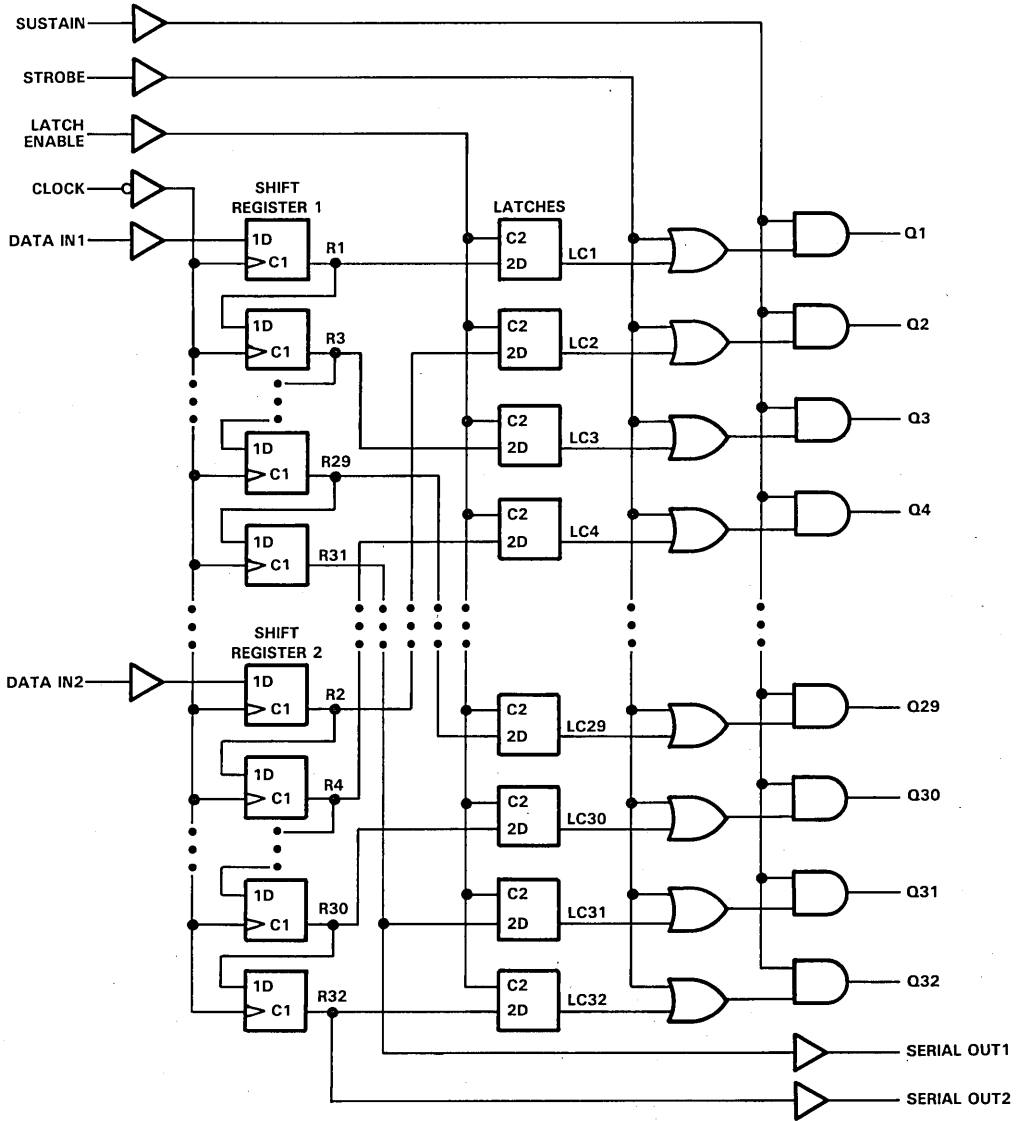 SUSTAIN
STROBE
LATCH
ENABLE
CLOCK
DATA IN1
SHIFT
REGISTER 1
LATCHES
1D
C1
R1
C2
2D
LC1
Q1
1D
C1
R3
C2
2D
LC2
Q2
C2
2D
LC3
Q3
1D
C1
R29
C2
2D
LC4
Q4
1D
C1
R31
SHIFT
REGISTER 2
DATA IN2
1D
C1
R2
C2
2D
LC29
Q29
1D
C1
R4
C2
2D
LC30
Q30
1D
C1
R30
C2
2D
LC31
Q31
1D
C1
R32
C2
2D
LC32
Q32
SERIAL OUT1
SERIAL OUT2